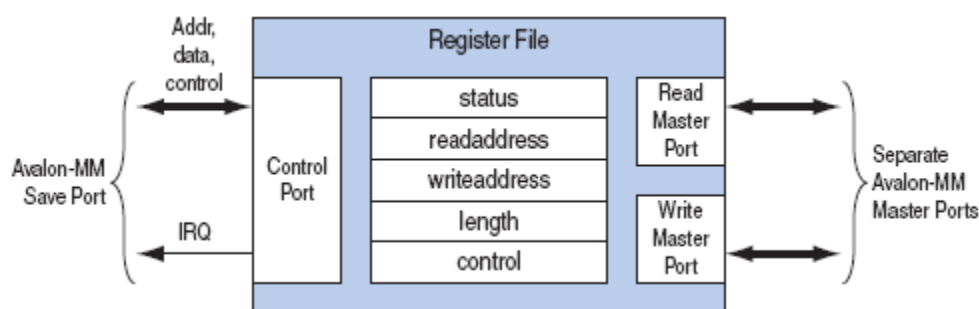 Addr,
data,
control
Avalon-MM
Save Port
IRQ
Register File
Control
Port
status
readaddress
writeaddress
length
control
Read
Master
Port
Write
Master
Port
Separate
Avalon-MM
Master Ports